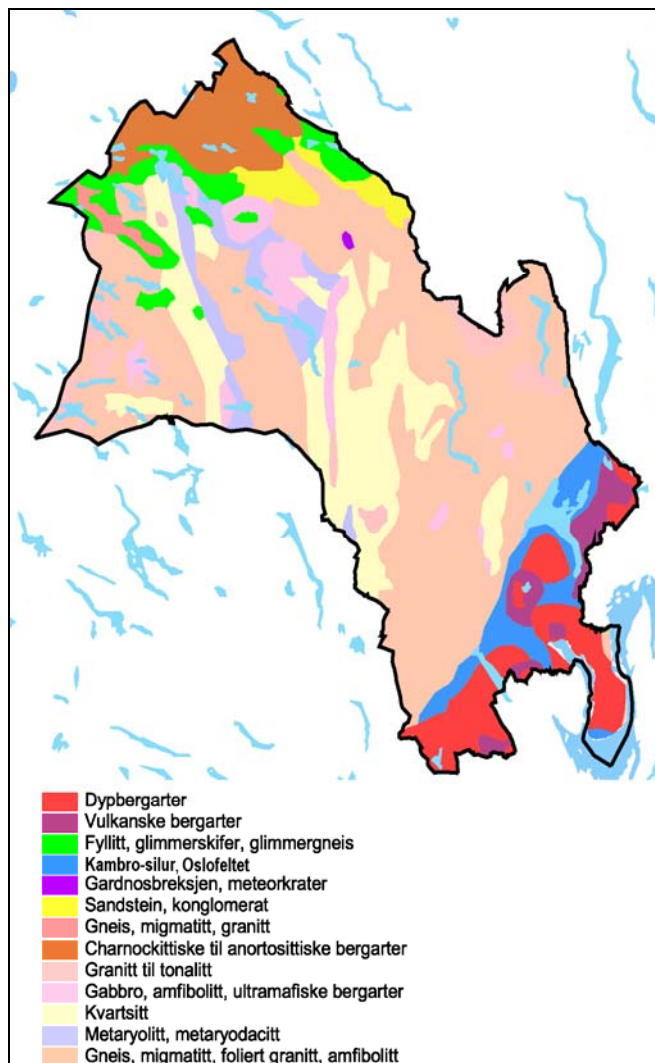 Dypbergarter
Vulkanske bergarter
Fyllitt, glimmerskifer, glimmergneis
Kambro-silur, Oslofeltet
Gardnosbreksjen, meteorkrater
Sandstein, konglomerat
Gneis, migmatitt, granitt
Charnockittiske til anortosittiske bergarter
Granitt til tonalitt
Gabbro, amfibolitt, ultramafiske bergarter
Kvartsitt
Metaryolitt, metaryodacitt
Gneis, migmatitt, foliert granitt, amfibolitt